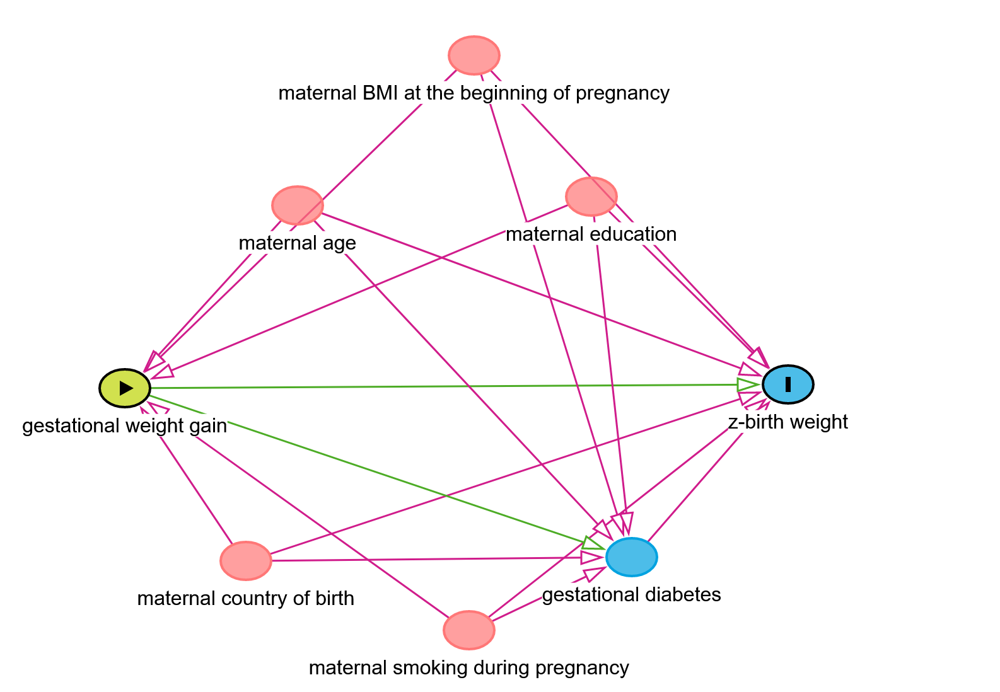 maternal BMI at the beginning of pregnancy
maternal education
maternal age
gestational weight gain
z-birth weight
maternal country of birth
gestational diabetes
maternal smoking during pregnancy